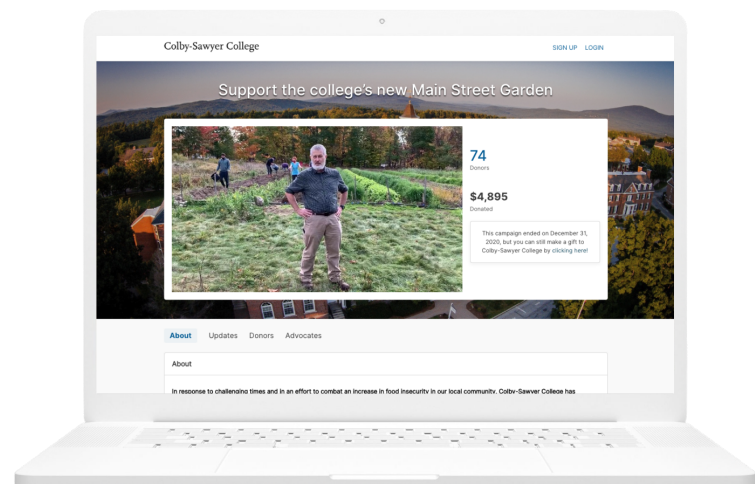 Colby-Sawyer College
SIGN UP LOGIN
Support the college's new Main Street Garden
74
Donors
$4,895
Donated
This campaign ended on December 31,
2020, but you can still make a gift to
Colby-Sawyer College by clicking here!
About Updates Donors Advocates
About
In response to challenging times and in an effort to combat an increase in food insecurity in our local community, Colby-Sawyer College has